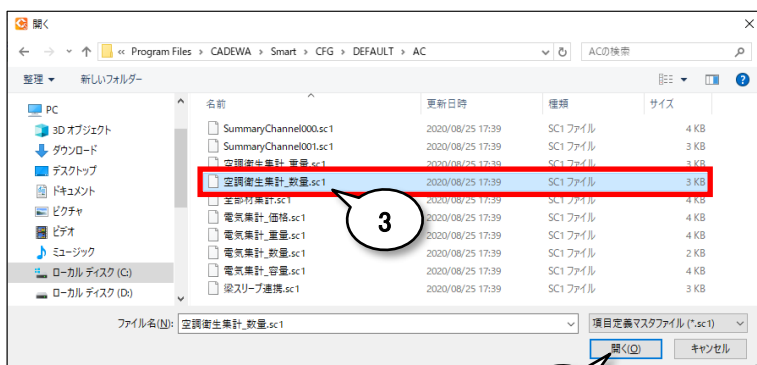 開く
« Program Files › CADEWA › Smart › CFG › DEFAULT › AC
ACの検索
整理 新しいフォルダー
名前 更新日時 種類 サイズ
PC
3D オブジェクト
ダウンロード
デスクトップ
ドキュメント
ピクチャ
ビデオ
ミュージック
ローカル ディスク (C:)
ローカル ディスク (D:)
SummaryChannel000.sc1 2020/08/25 17:39 SC1 ファイル 4 KB
SummaryChannel001.sc1 2020/08/25 17:39 SC1 ファイル 3 KB
空調衛生集計_重量.sc1 2020/08/25 17:39 SC1 ファイル 4 KB
空調衛生集計_数量.sc1 2020/08/25 17:39 SC1 ファイル 3 KB
全部材集計.sc1 2020/08/25 17:39 SC1 ファイル 4 KB
電気集計_価格.sc1 2020/08/25 17:39 SC1 ファイル 4 KB
電気集計_重量.sc1 2020/08/25 17:39 SC1 ファイル 4 KB
電気集計_数量.sc1 2020/08/25 17:39 SC1 ファイル 2 KB
電気集計_容量.sc1 2020/08/25 17:39 SC1 ファイル 4 KB
梁スリーブ連携.sc1 2020/08/25 17:39 SC1 ファイル 3 KB
3
ファイル名(N): 空調衛生集計_数量.sc1 項目定義マスタファイル (*.sc1)
開く(O) キャンセル